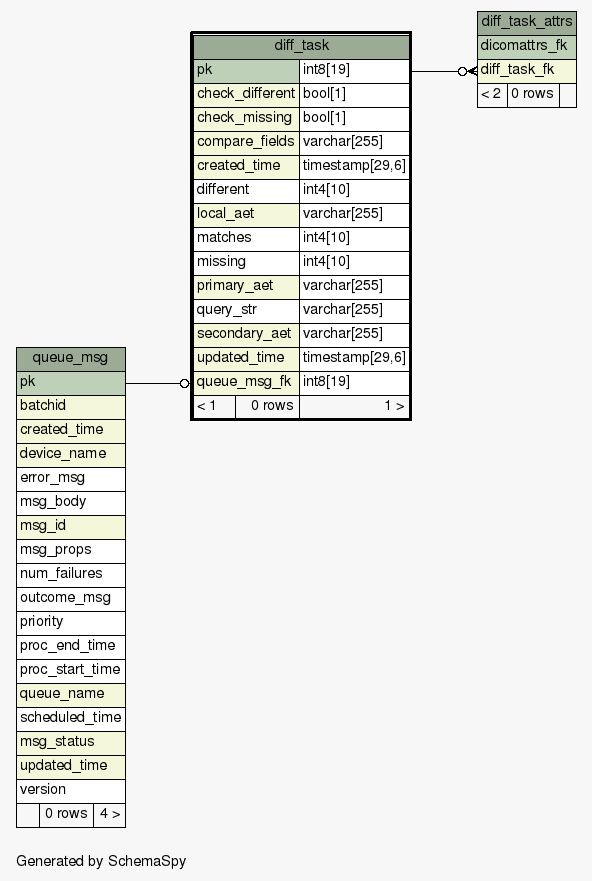 diff_task_attrs
dicomattrs_fk
diff_task_fk
< 2 0 rows
diff_task
pk int8[19]
check_different bool[1]
check_missing bool[1]
compare_fields varchar[255]
created_time timestamp[29,6]
different int4[10]
local_aet varchar[255]
matches int4[10]
missing int4[10]
primary_aet varchar[255]
query_str varchar[255]
secondary_aet varchar[255]
updated_time timestamp[29,6]
queue_msg_fk int8[19]
< 1 0 rows 1 >
queue_msg
pk
batchid
created_time
device_name
error_msg
msg_body
msg_id
msg_props
num_failures
outcome_msg
priority
proc_end_time
proc_start_time
queue_name
scheduled_time
msg_status
updated_time
version
0 rows 4 >
Generated by SchemaSpy